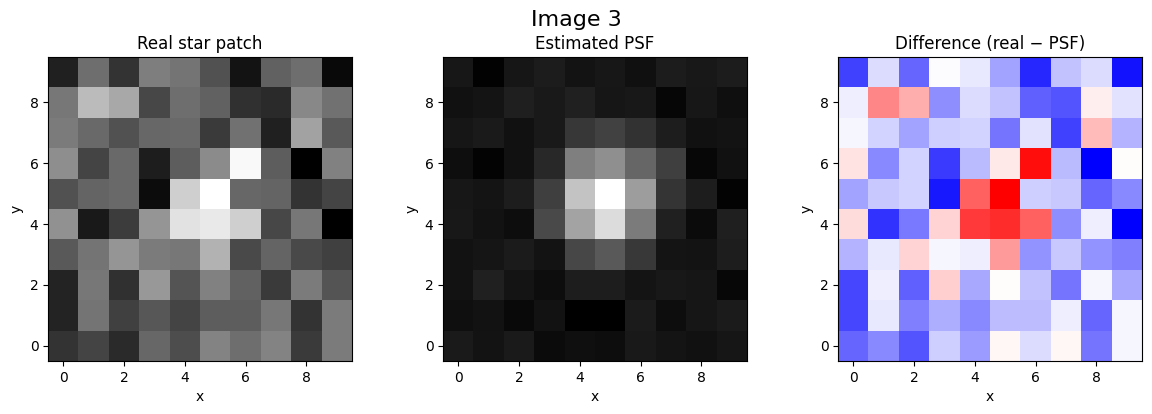 Image 3
Real star patch
Estimated PSF
Difference (real − PSF)
y
8
6
4
2
0
0 2 4 6 8
x
y
8
6
4
2
0
0 2 4 6 8
x
y
8
6
4
2
0
0 2 4 6 8
x